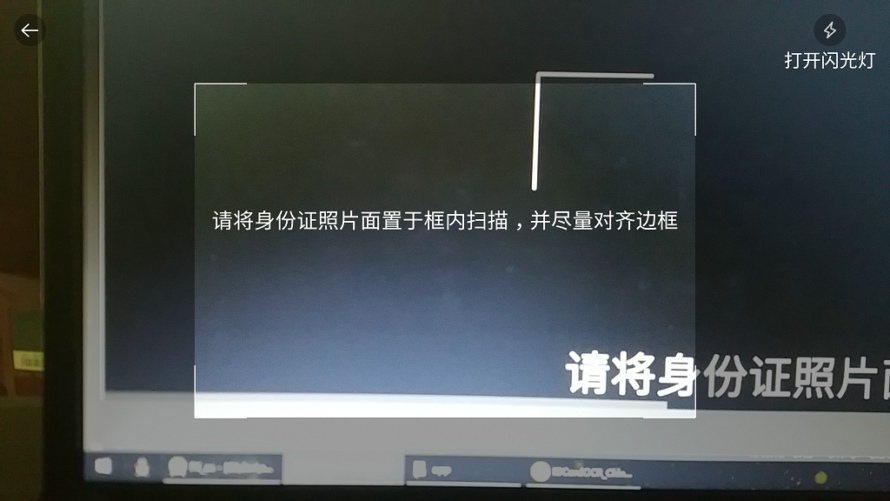 打开闪光灯
请将身份证照片面置于框内扫描，并尽量对齐边框
请将身份证照片面